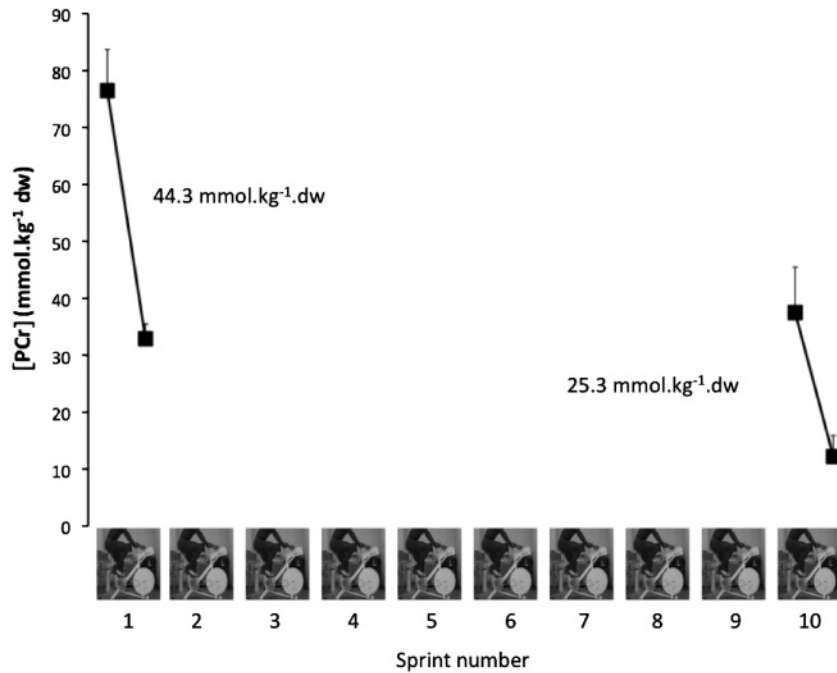 90
80
70
60
50
40
30
20
10
0
[PCr] (mmol.kg⁻¹ dw)
44.3 mmol.kg⁻¹.dw
25.3 mmol.kg⁻¹.dw
1 2 3 4 5 6 7 8 9 10
Sprint number